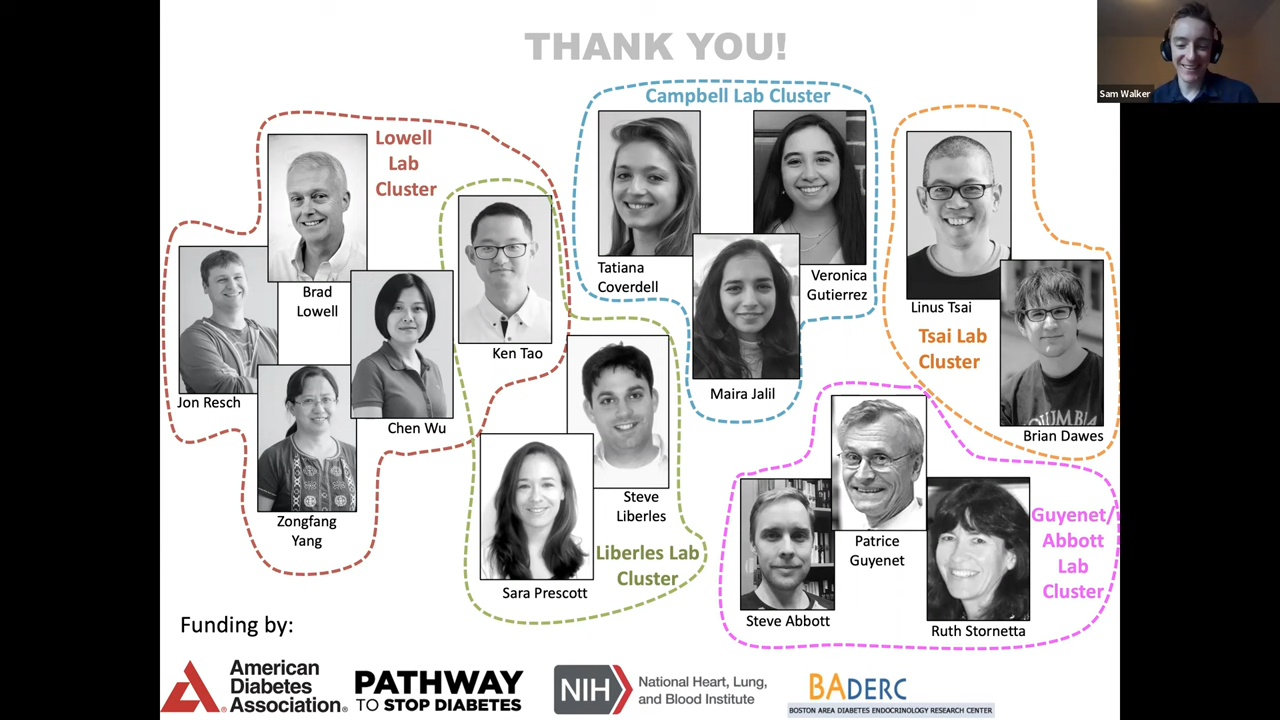 THANK YOU!
Sam Walker
Campbell Lab Cluster
Lowell
Lab
Cluster
Tatiana
Coverdell
Veronica
Gutierrez
Brad
Lowell
Linus Tsai
Tsai Lab
Cluster
Ken Tao
Maira Jalil
Jon Resch
Chen Wu
Brian Dawes
COLUMBIA
Steve
Liberles
Zongfang
Yang
Guyenet/
Abbott
Lab
Cluster
Patrice
Guyenet
Liberles Lab
Cluster
Sara Prescott
Steve Abbott
Ruth Stornetta
Funding by:
American
Diabetes
Association®
PATHWAY
TO STOP DIABETES®
NIH
National Heart, Lung,
and Blood Institute
BADERC
BOSTON AREA DIABETES ENDOCRINOLOGY RESEARCH CENTER